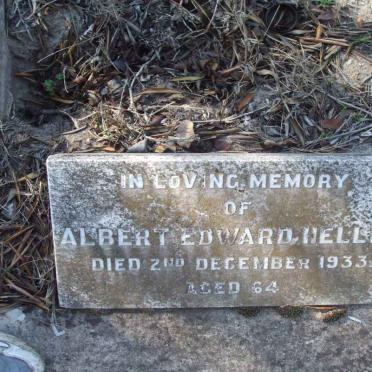 IN LOVING MEMORY
OF
ALBERT EDWARD
DIED 2ND DECEMBER 1933
AGED 64